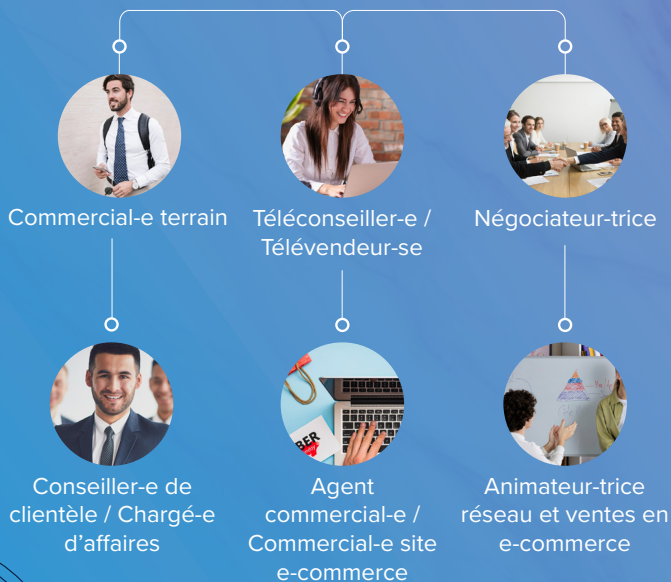 Commercial-e terrain
Téléconseiller-e /
Télévendeur-se
Négociateur-trice
Conseiller-e de
clientèle / Chargé-e
d’affaires
Agent
commercial-e /
Commercial-e site
e-commerce
Animateur-trice
réseau et ventes en
e-commerce